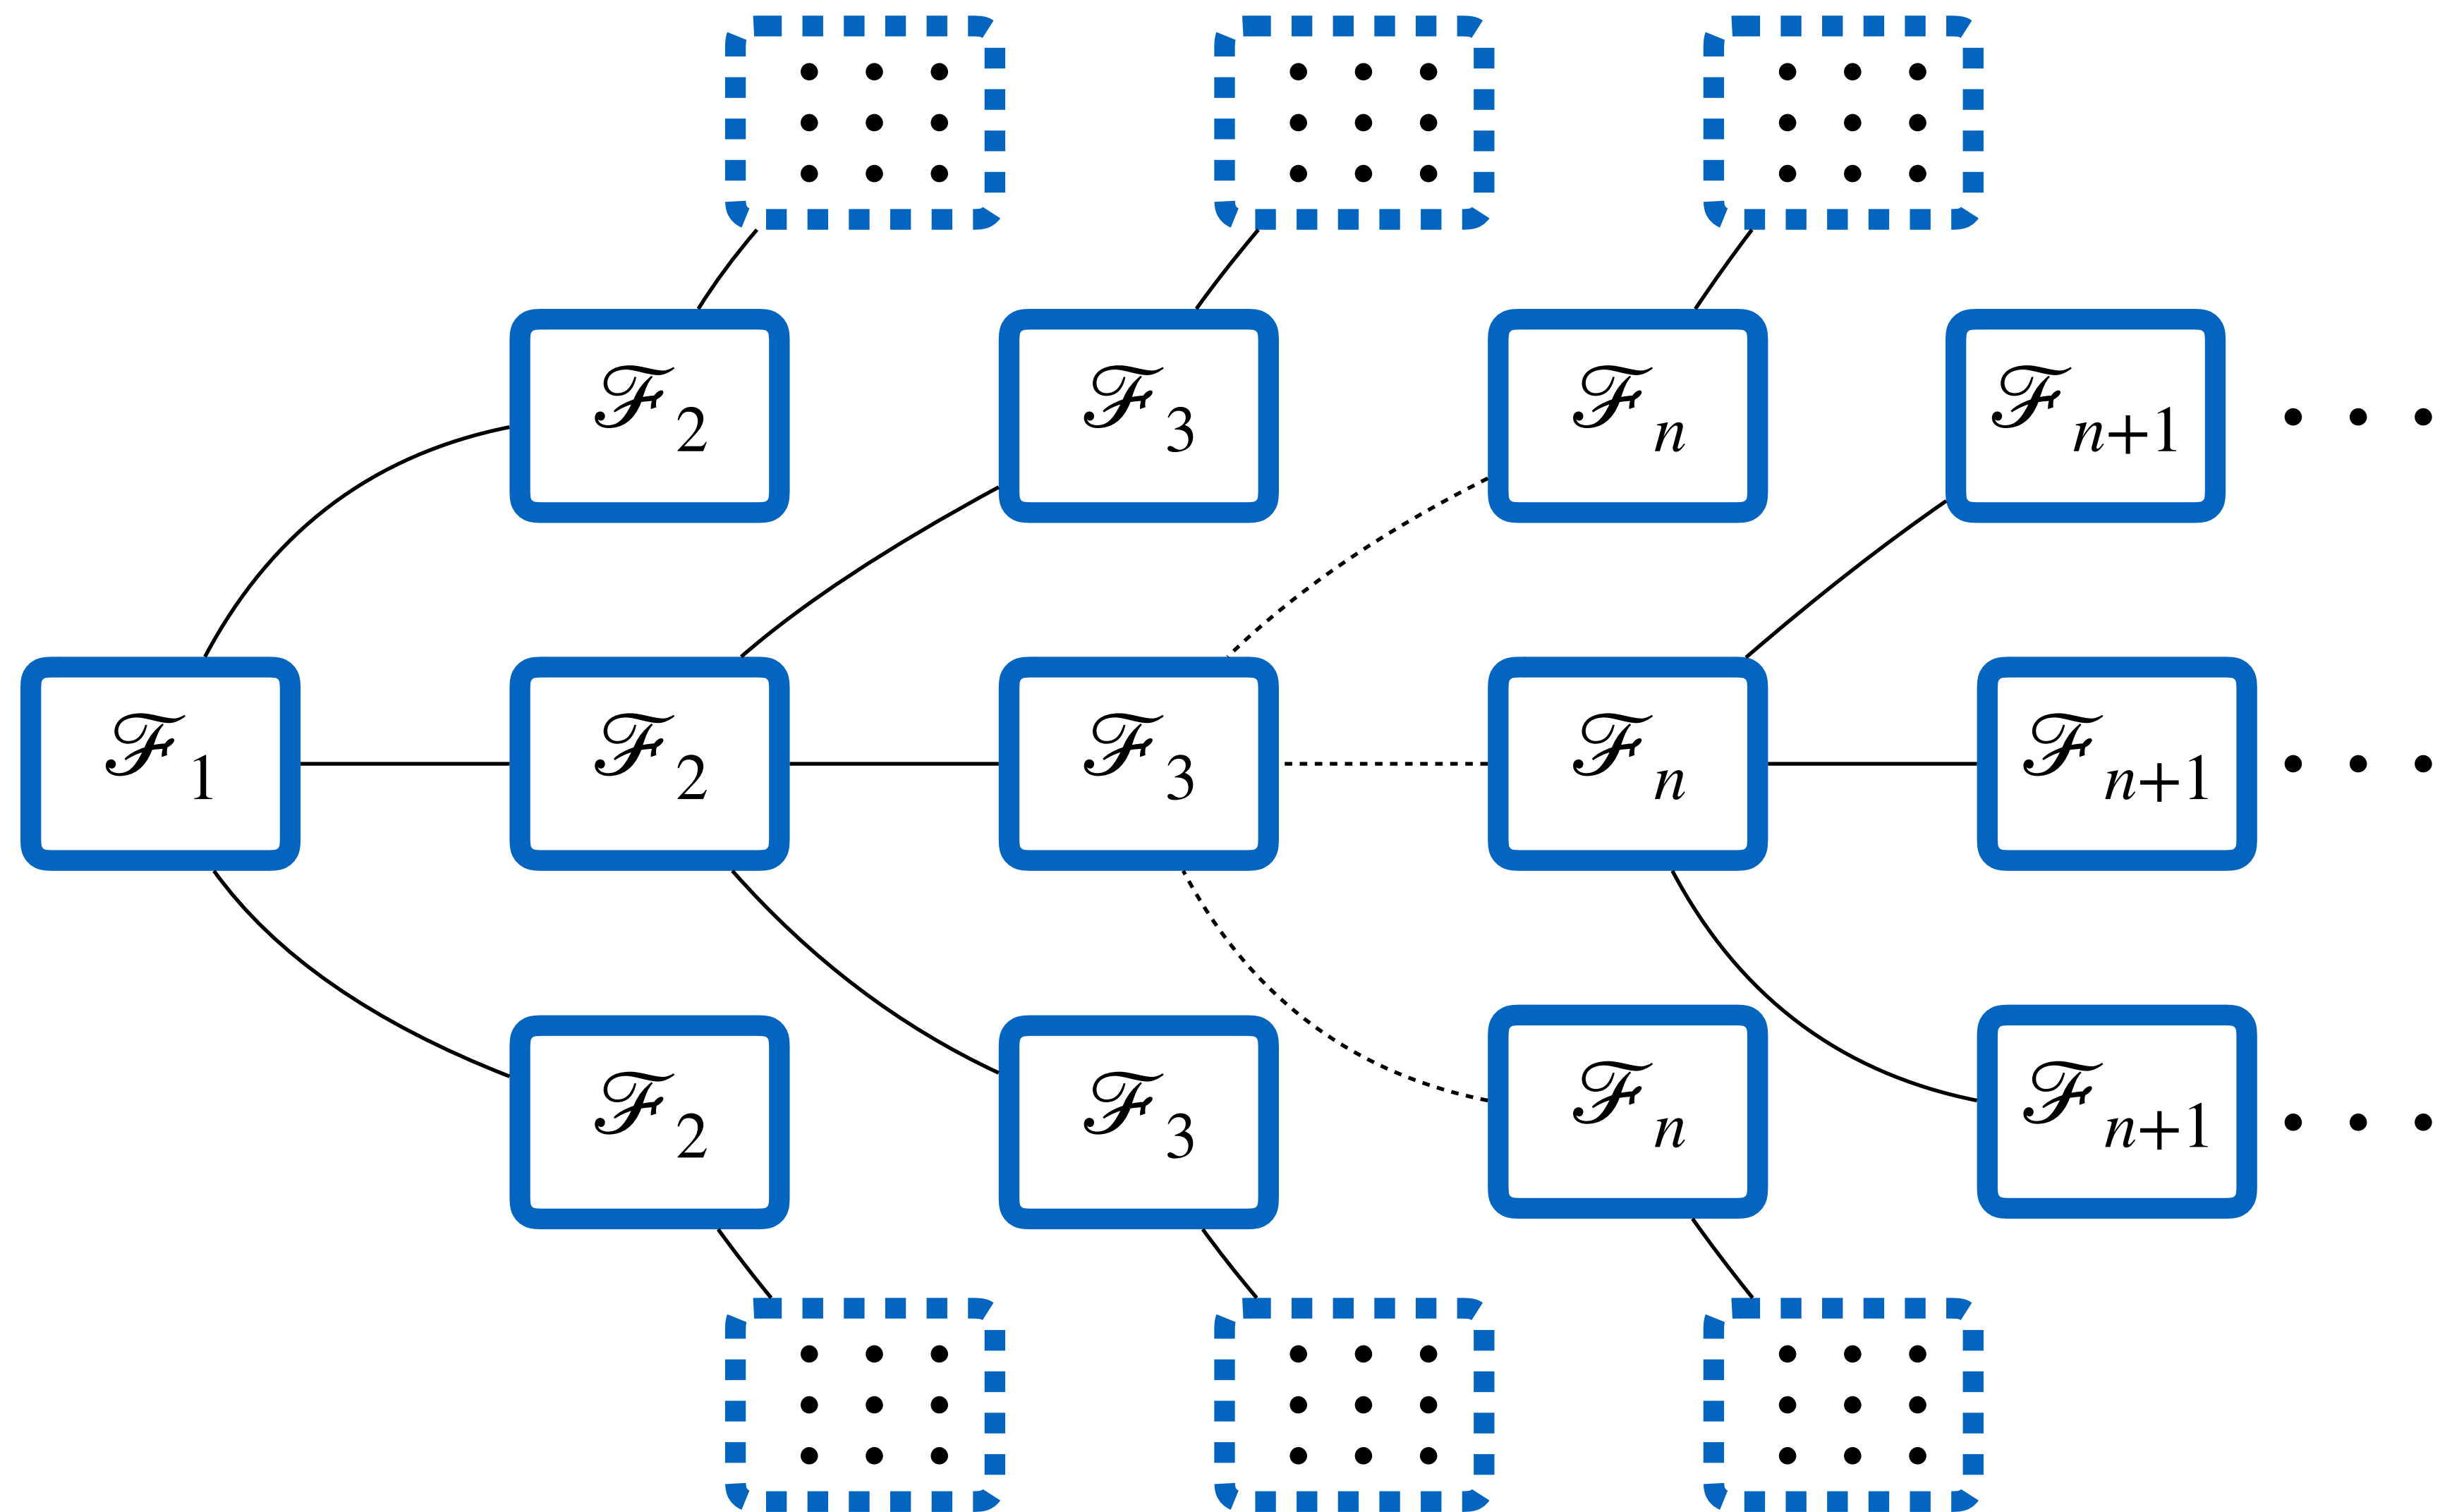 ℱ2 ℱ3 ℱn ℱn+1 • • •
ℱ1 ℱ2 ℱ3 ℱn ℱn+1 • • •
ℱ2 ℱ3 ℱn ℱn+1 • • •